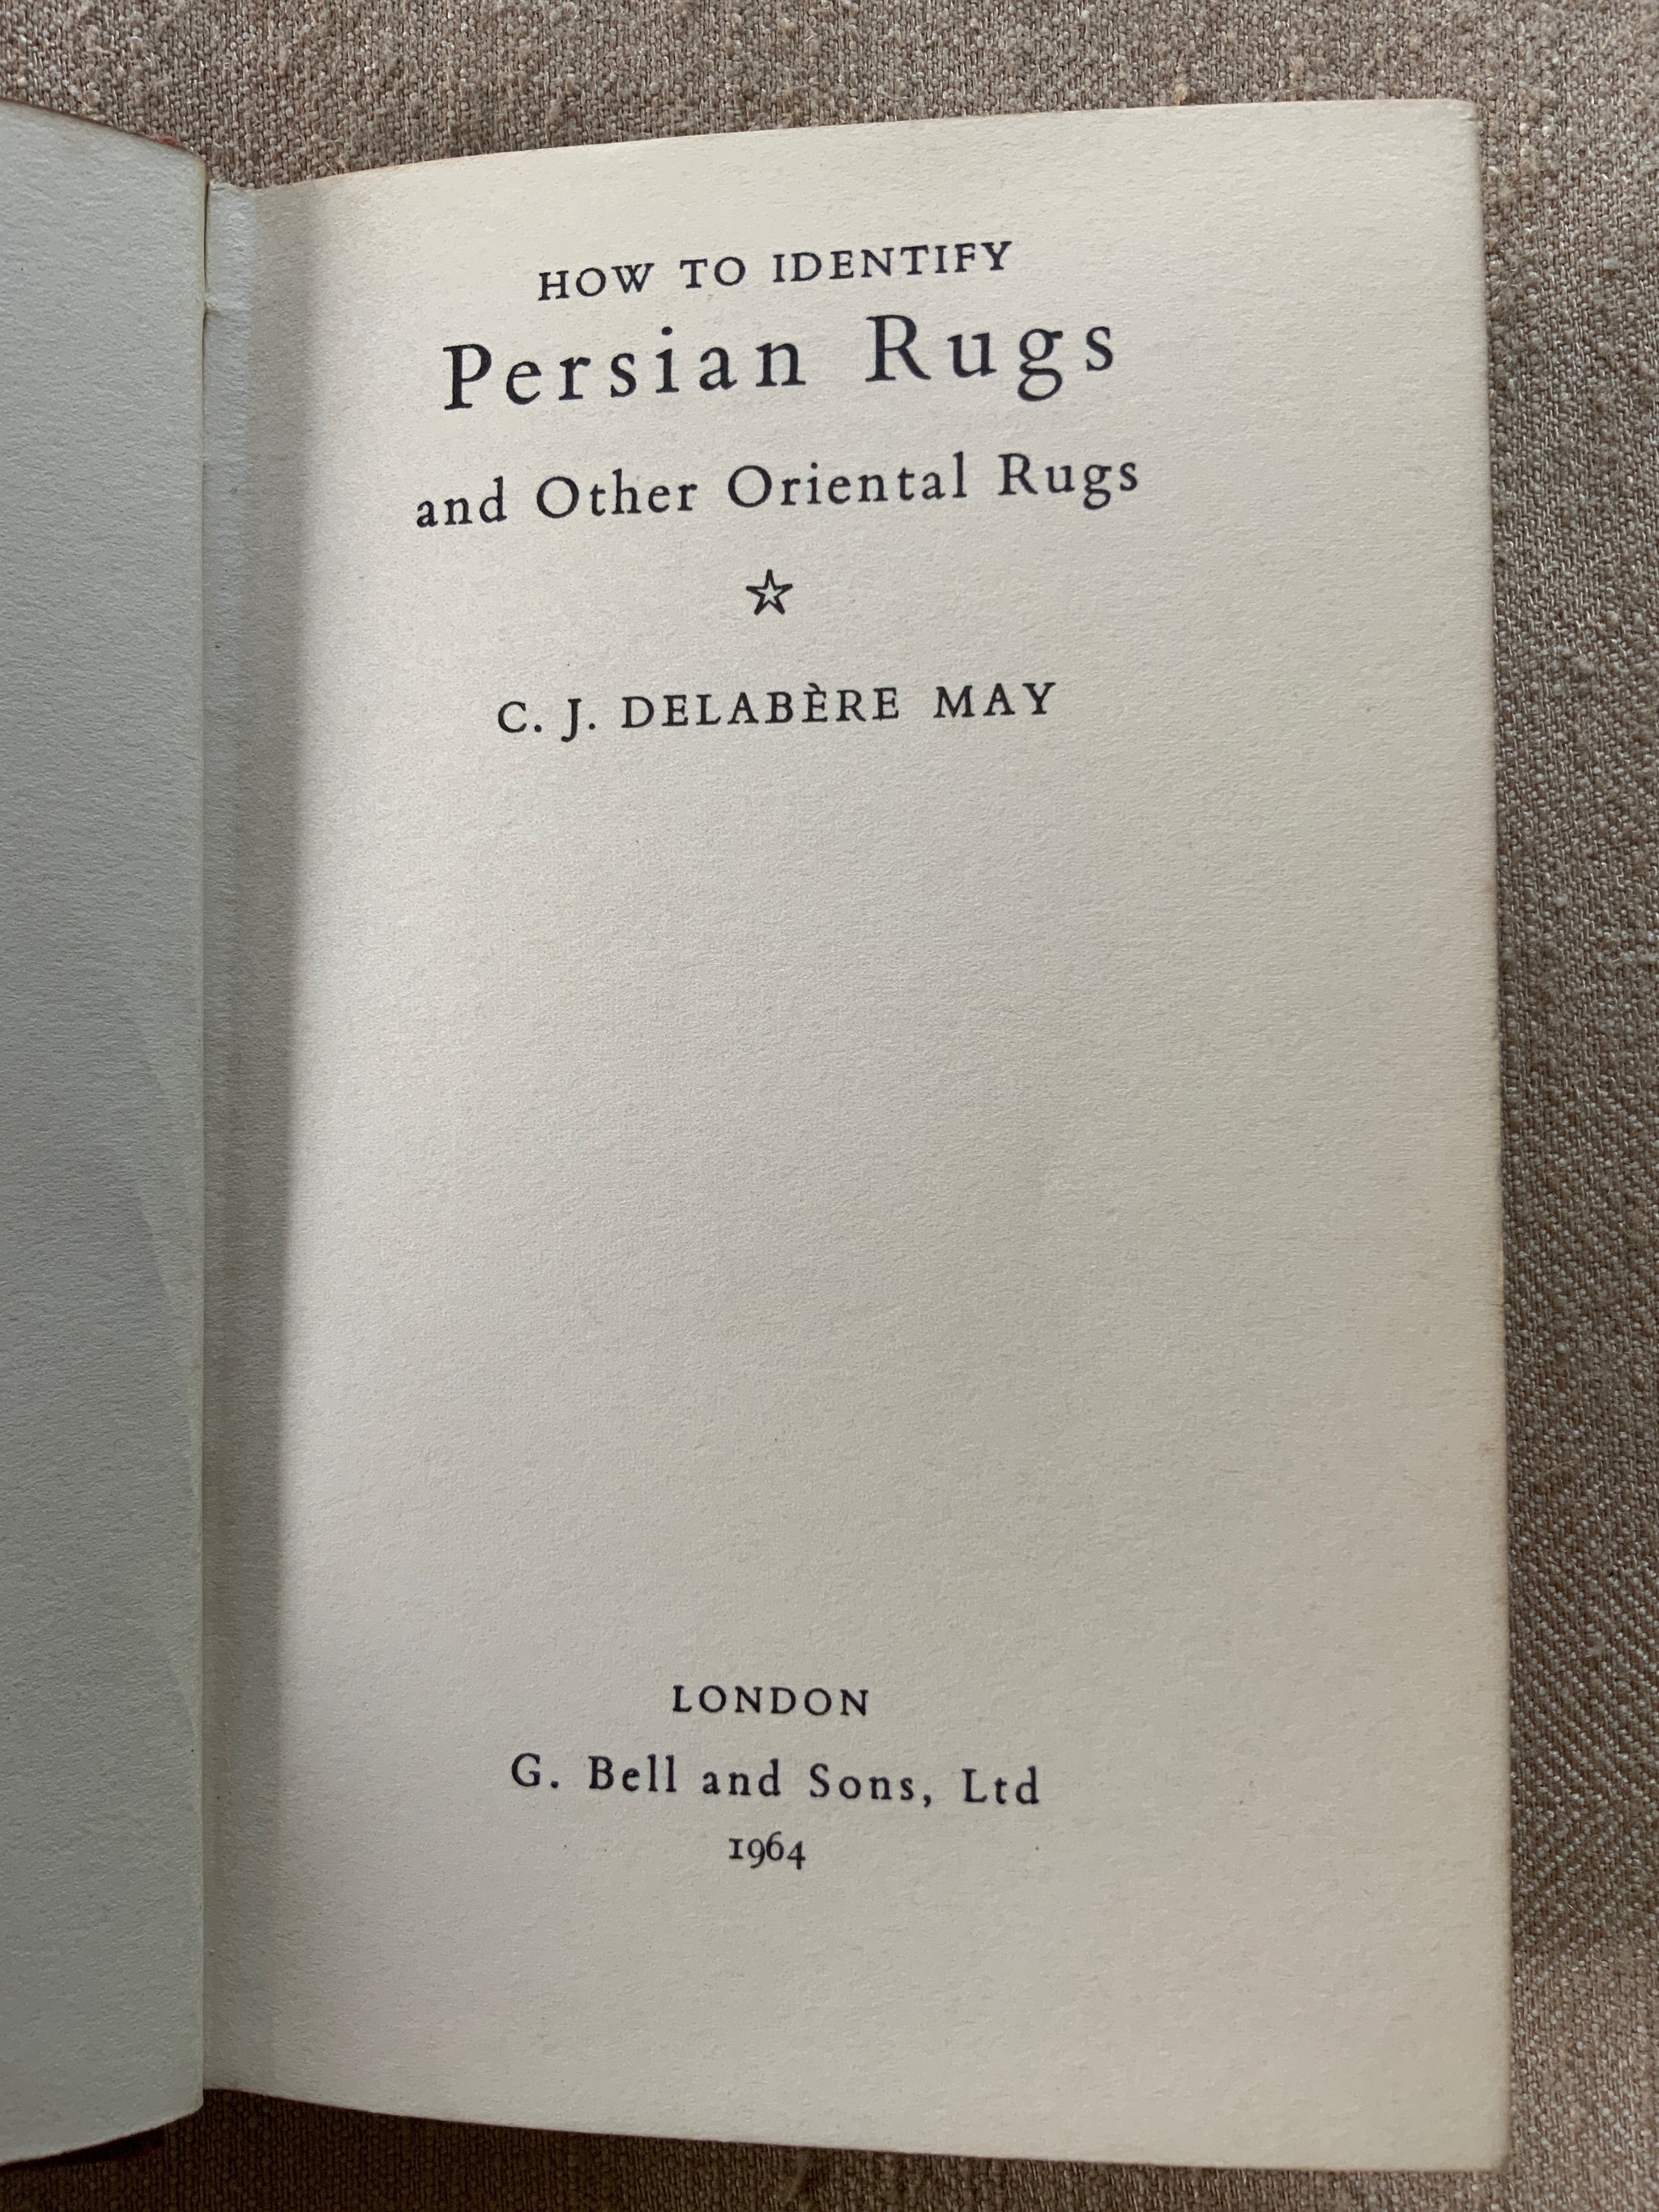 HOW TO IDENTIFY
Persian Rugs
and Other Oriental Rugs
C. J. DELABÈRE MAY
LONDON
G. Bell and Sons, Ltd
1964